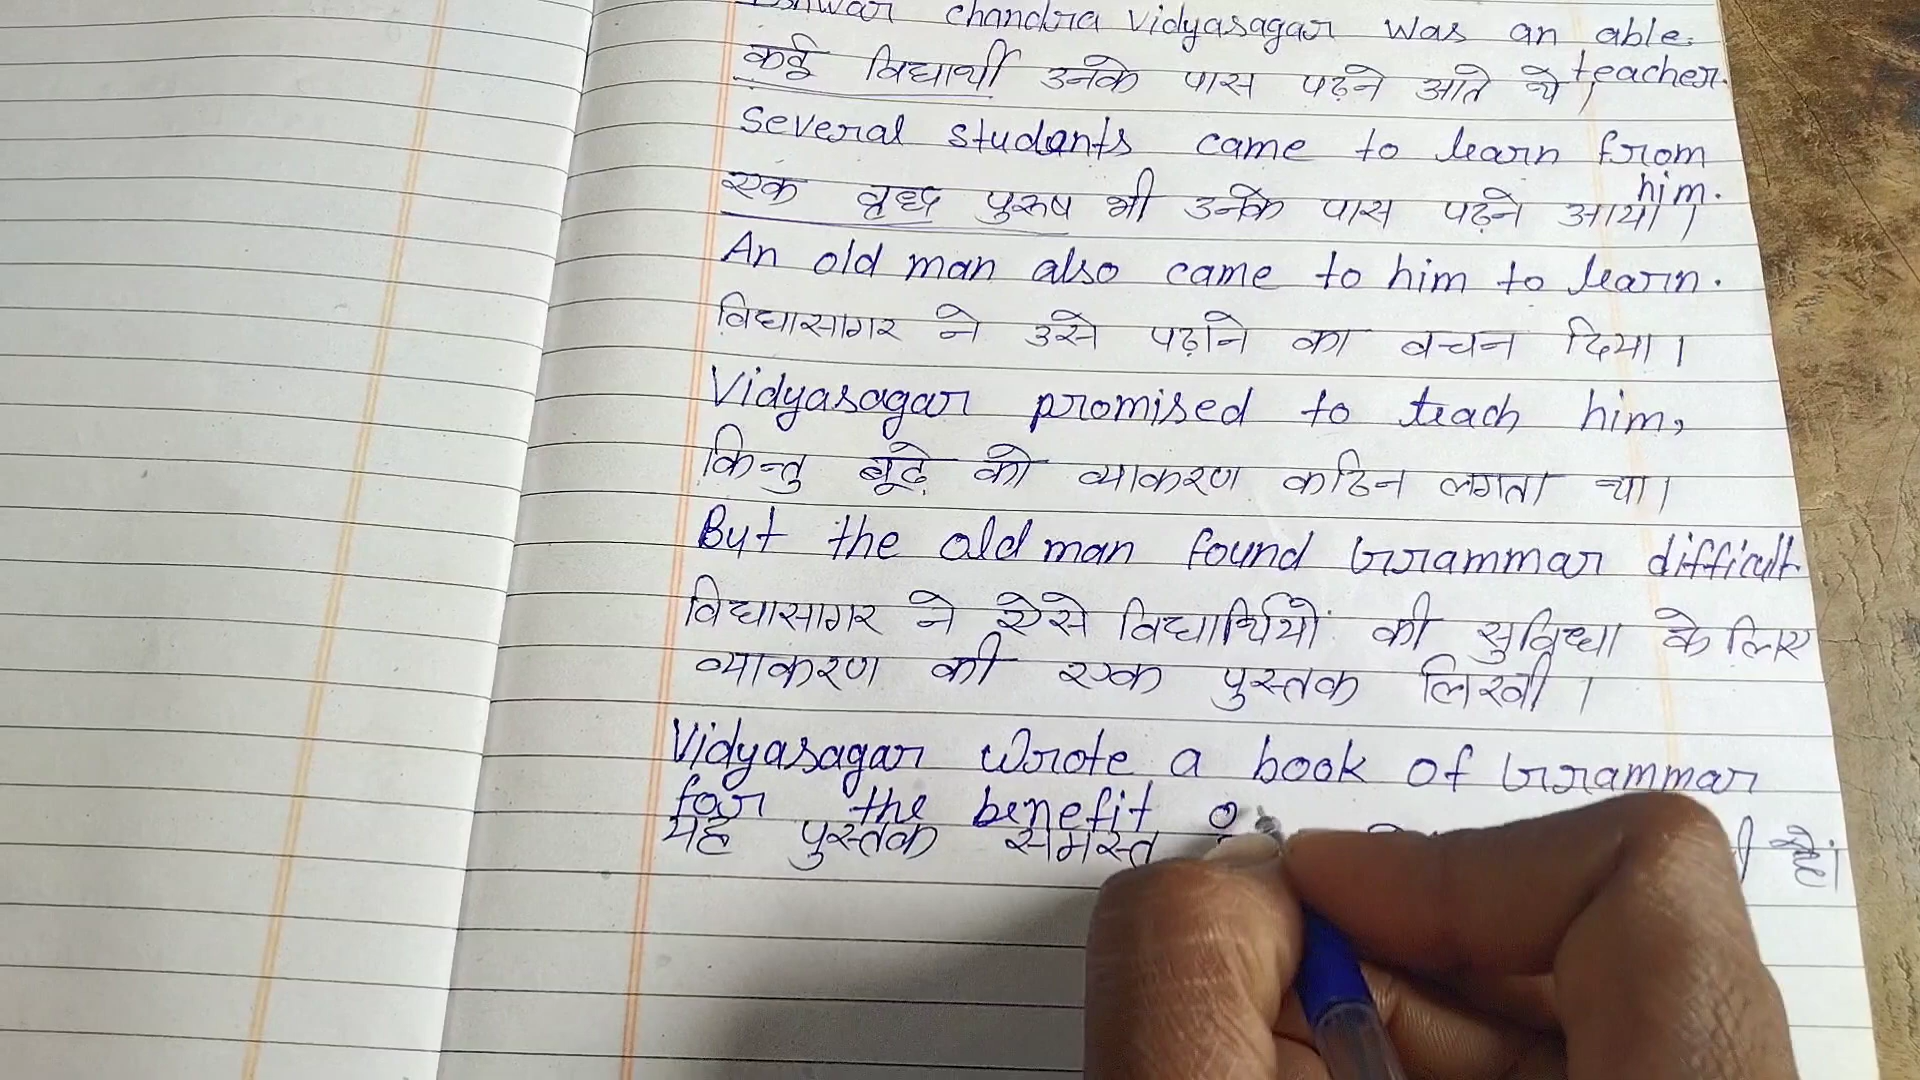 chandra Vidyasagar was an able
teacher.
कई विद्यार्थी उनके पास पढ़ने आते थे।
Several students came to learn from
him.
एक वृद्ध पुरुष भी उनके पास पढ़ने आया।
An old man also came to him to learn.
विद्यासागर ने उसे पढ़ाने का वचन दिया।
Vidyasagar promised to teach him,
किन्तु बूढ़े को व्याकरण कठिन लगता था।
But the old man found Grammar difficult
विद्यासागर ने ऐसे विद्यार्थियों की सुविधा के लिए
व्याकरण की एक पुस्तक लिखी।
Vidyasagar wrote a book of Grammar
for the benefit
यह पुस्तक समस्त है।